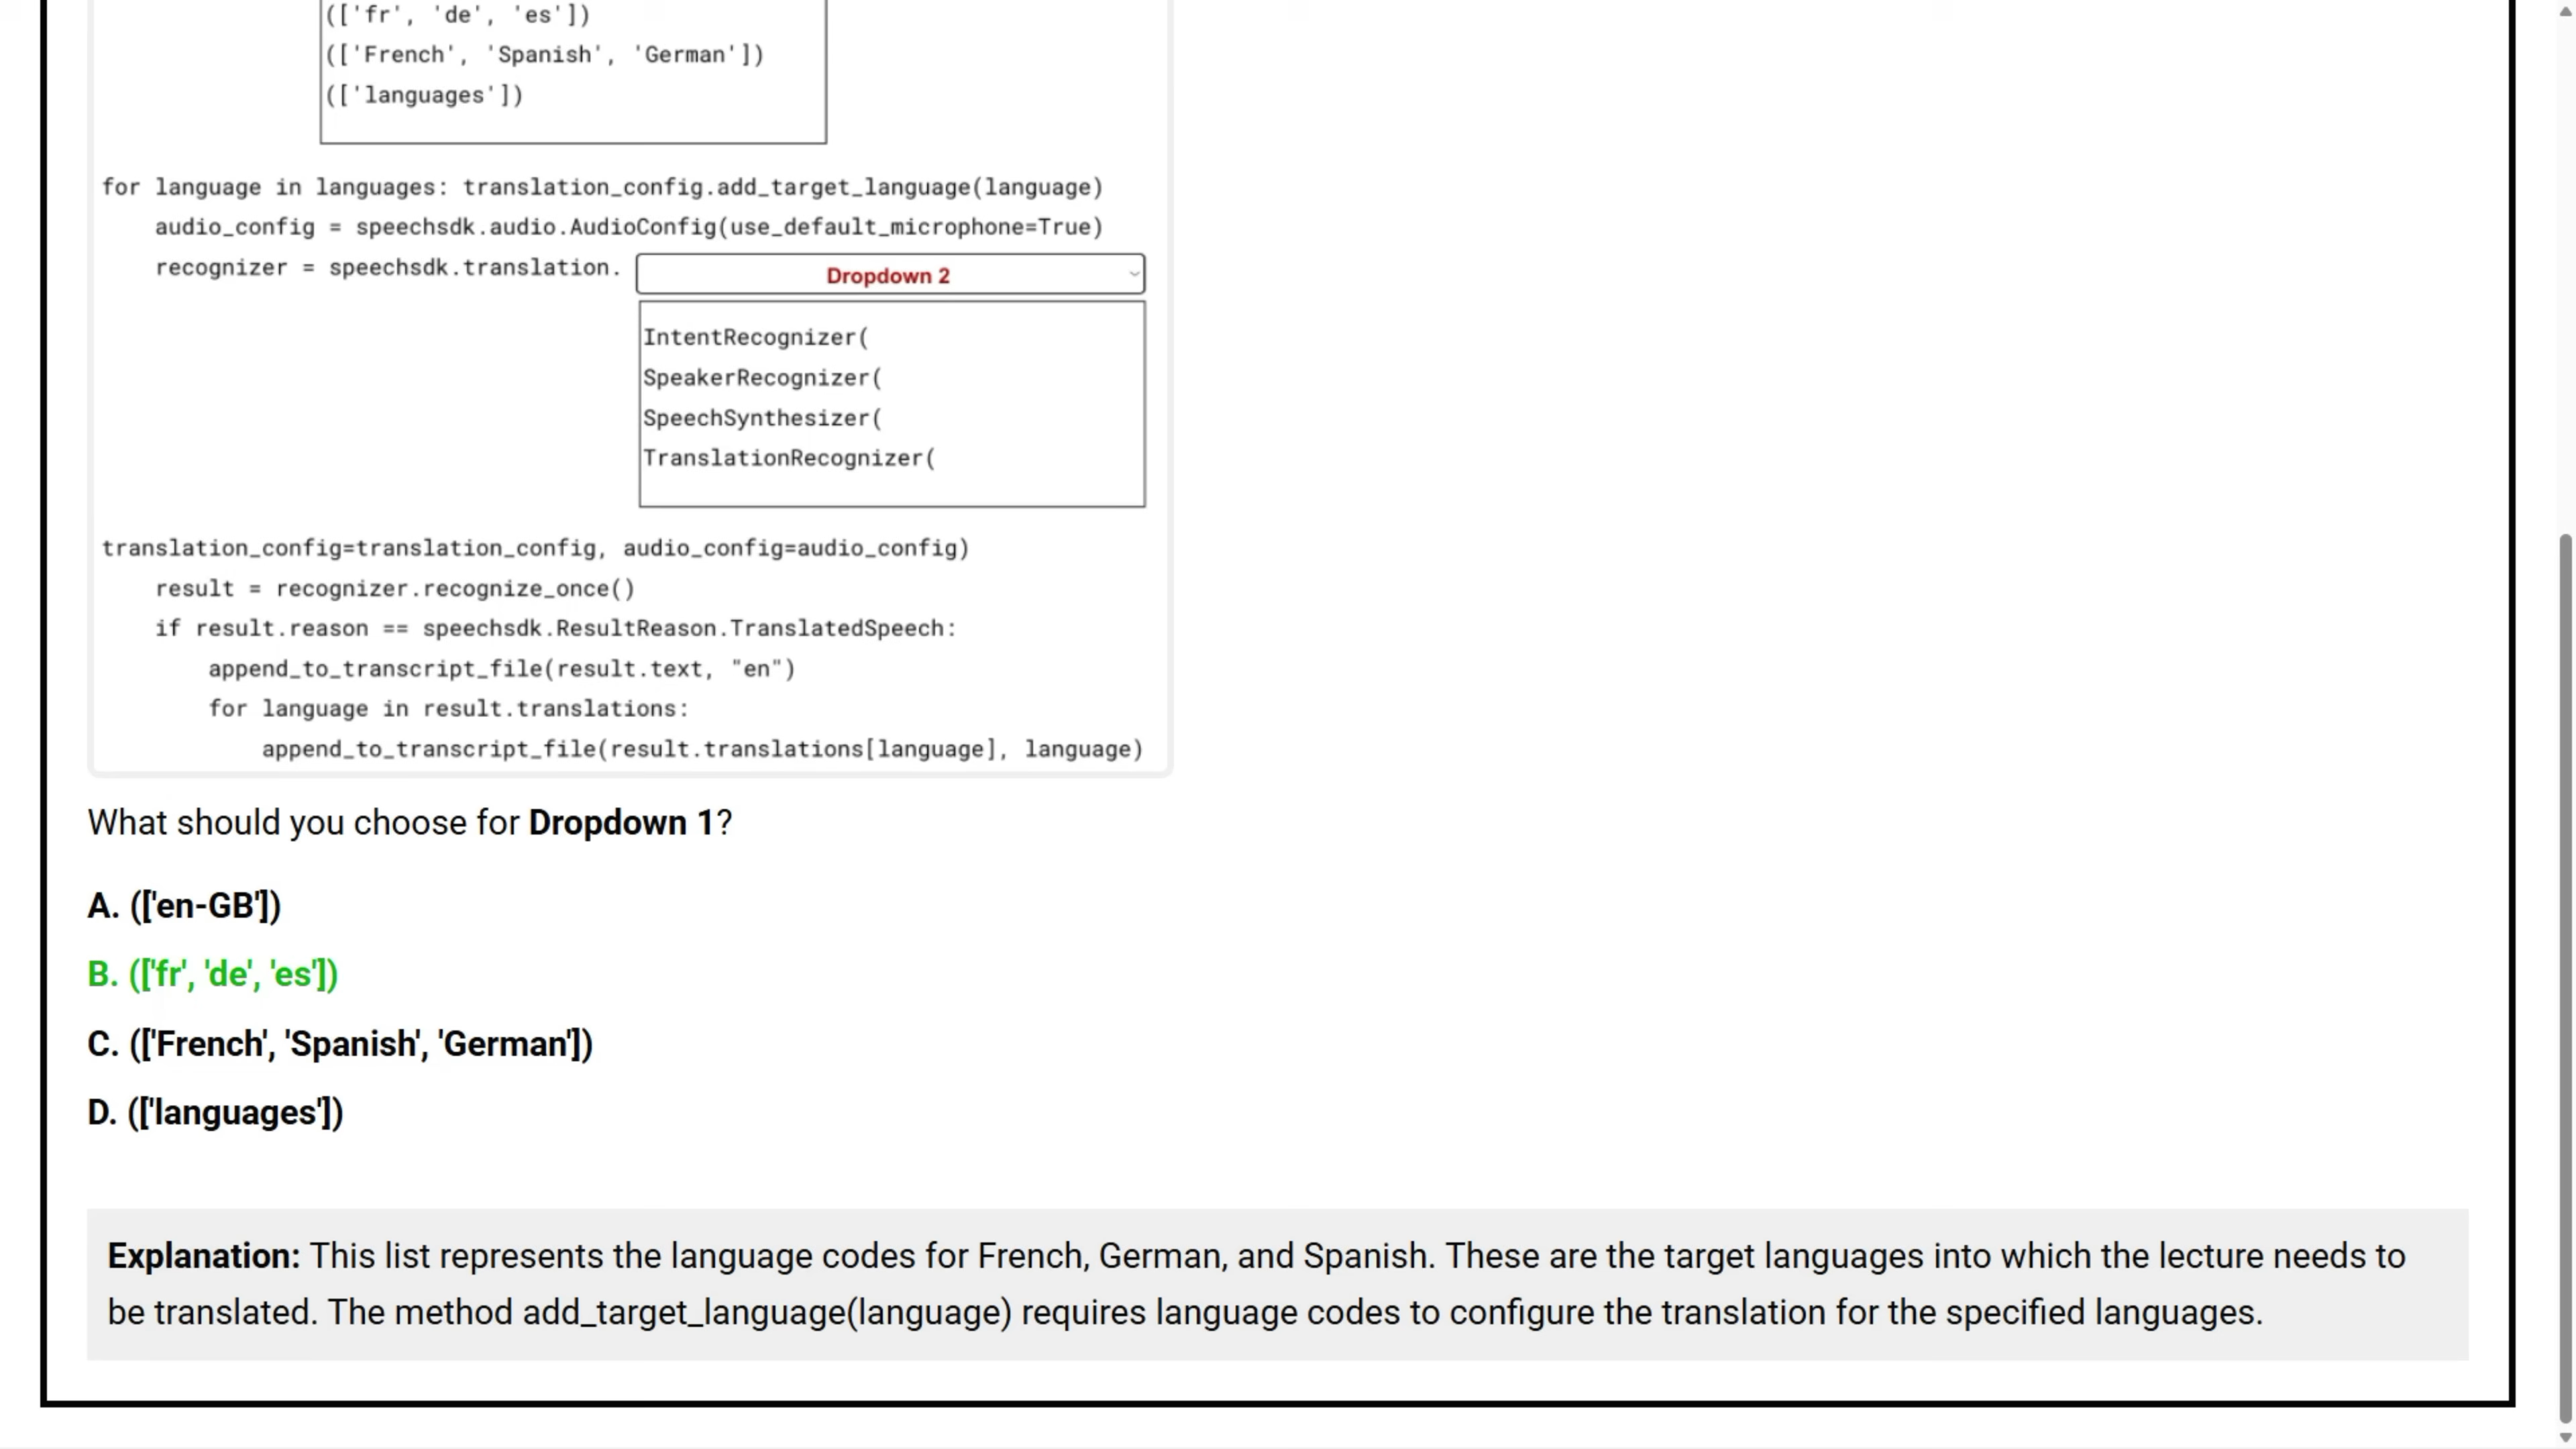 (['fr', 'de', 'es'])
(['French', 'Spanish', 'German'])
(['languages'])
for language in languages: translation_config.add_target_language(language)
audio_config = speechsdk.audio.AudioConfig(use_default_microphone=True)
recognizer = speechsdk.translation.
Dropdown 2
IntentRecognizer(
SpeakerRecognizer(
SpeechSynthesizer(
TranslationRecognizer(
translation_config=translation_config, audio_config=audio_config)
result = recognizer.recognize_once()
if result.reason == speechsdk.ResultReason.TranslatedSpeech:
append_to_transcript_file(result.text, "en")
for language in result.translations:
append_to_transcript_file(result.translations[language], language)
What should you choose for Dropdown 1?
A. (['en-GB'])
B. (['fr', 'de', 'es'])
C. (['French', 'Spanish', 'German'])
D. (['languages'])
Explanation: This list represents the language codes for French, German, and Spanish. These are the target languages into which the lecture needs to
be translated. The method add_target_language(language) requires language codes to configure the translation for the specified languages.